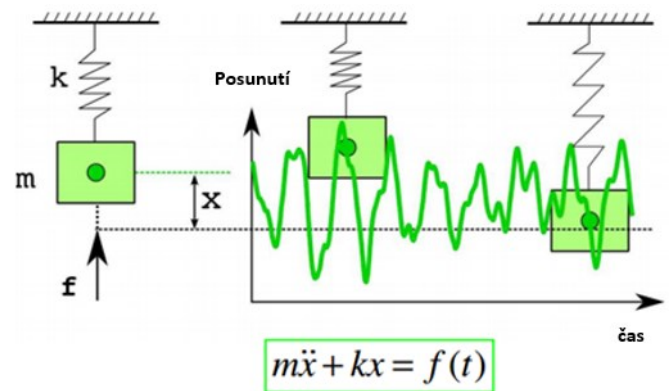 k
Posunutí
m
x
f
čas
mẍ + kx = f(t)